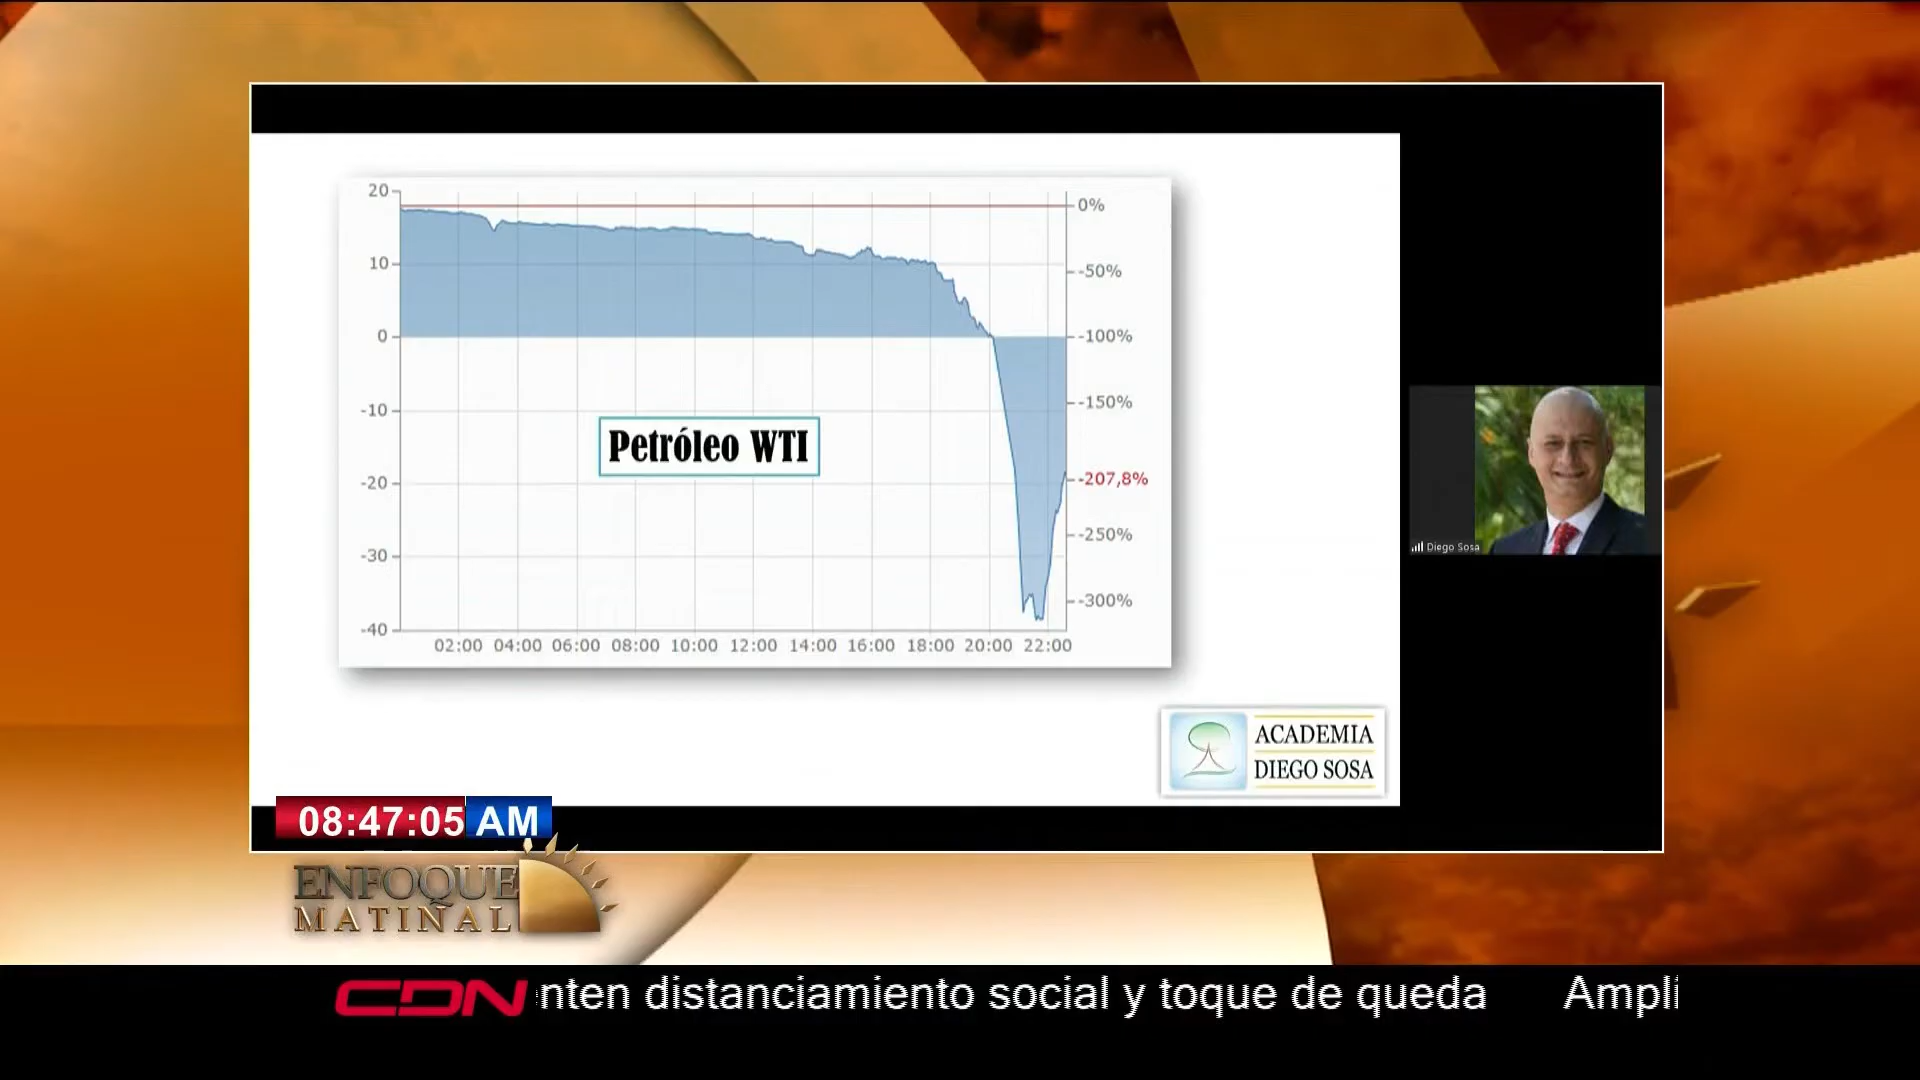 20
10
0
-10
-20
-30
-40
0%
-50%
-100%
-150%
-207,8%
-250%
-300%
Petróleo WTI
02:00 04:00 06:00 08:00 10:00 12:00 14:00 16:00 18:00 20:00 22:00
Diego Sosa
ACADEMIA
DIEGO SOSA
08:47:05 AM
ENFOQUE
MATINAL
CDN
nten distanciamiento social y toque de queda Ampli